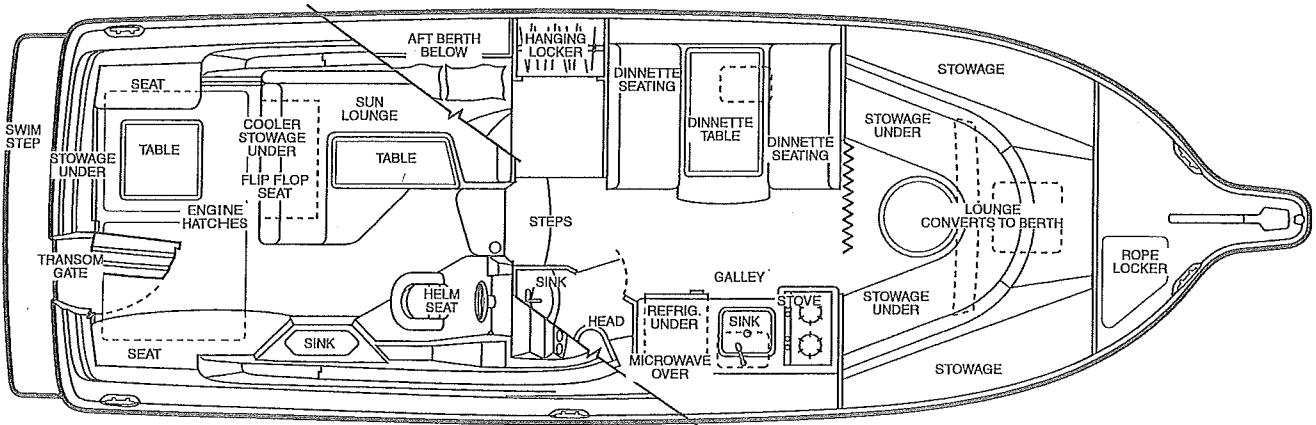 SWIM
STEP
STOWAGE
UNDER
TRANSOM
GATE
SEAT
TABLE
ENGINE
HATCHES
SEAT
COOLER
STOWAGE
UNDER
FLIP FLOP
SEAT
SUN
LOUNGE
TABLE
AFT BERTH
BELOW
HANGING
LOCKER
SINK
HELM
SEAT
STEPS
SINK
HEAD
DINNETTE
SEATING
DINNETTE
TABLE
DINNETTE
SEATING
GALLEY
REFRIG.
UNDER
MICROWAVE
OVER
SINK
STOVE
STOWAGE
STOWAGE
UNDER
LOUNGE
CONVERTS TO BERTH
STOWAGE
UNDER
STOWAGE
ROPE
LOCKER